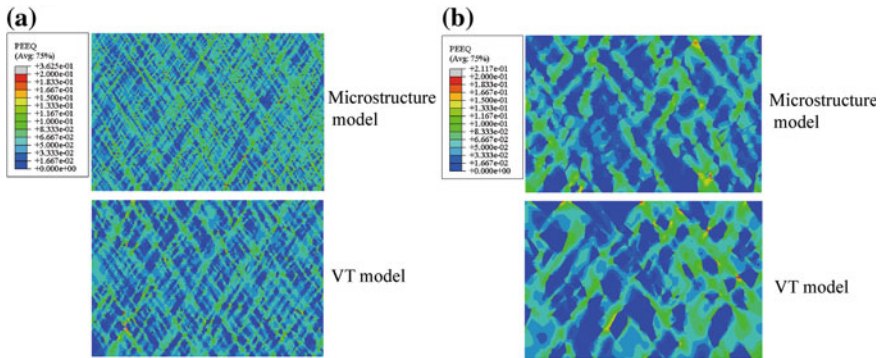 (a)
PEEQ
(Avg: 75%)
+3.625e-01
+2.000e-01
+1.833e-01
+1.667e-01
+1.500e-01
+1.333e-01
+1.167e-01
+1.000e-01
+8.333e-02
+6.667e-02
+5.000e-02
+3.333e-02
+1.667e-02
+0.000e+00
Microstructure
model
VT model
(b)
PEEQ
(Avg: 75%)
+2.117e-01
+2.000e-01
+1.833e-01
+1.667e-01
+1.500e-01
+1.333e-01
+1.167e-01
+1.000e-01
+8.333e-02
+6.667e-02
+5.000e-02
+3.333e-02
+1.667e-02
+0.000e+00
Microstructure
model
VT model